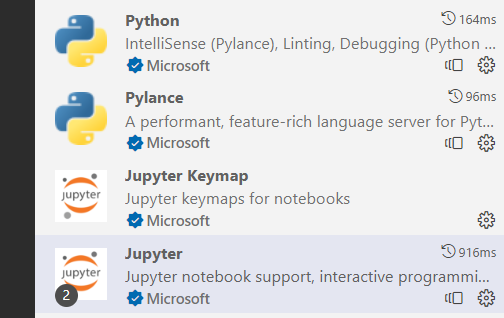 Python 164ms
IntelliSense (Pylance), Linting, Debugging (Python ...
Microsoft
Pylance 96ms
A performant, feature-rich language server for Pyt...
Microsoft
jupyter
Jupyter Keymap
Jupyter keymaps for notebooks
Microsoft
jupyter
2
Jupyter 916ms
Jupyter notebook support, interactive programmi...
Microsoft